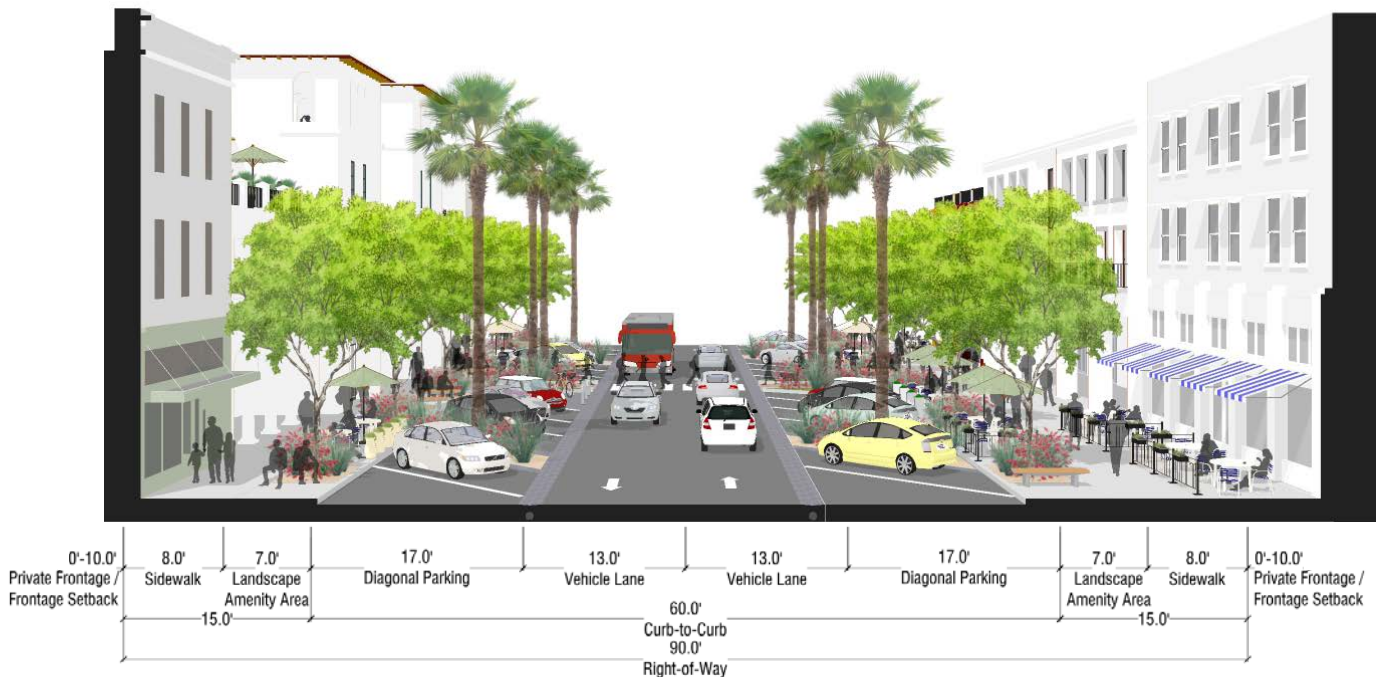 0'-10.0' 8.0' 7.0' 17.0' 13.0' 13.0' 17.0' 7.0' 8.0' 0'-10.0'
Private Frontage / Sidewalk Landscape Diagonal Parking Vehicle Lane Vehicle Lane Diagonal Parking Landscape Sidewalk Private Frontage /
Frontage Setback Amenity Area Amenity Area Frontage Setback
15.0' 60.0' 15.0'
Curb-to-Curb
90.0'
Right-of-Way